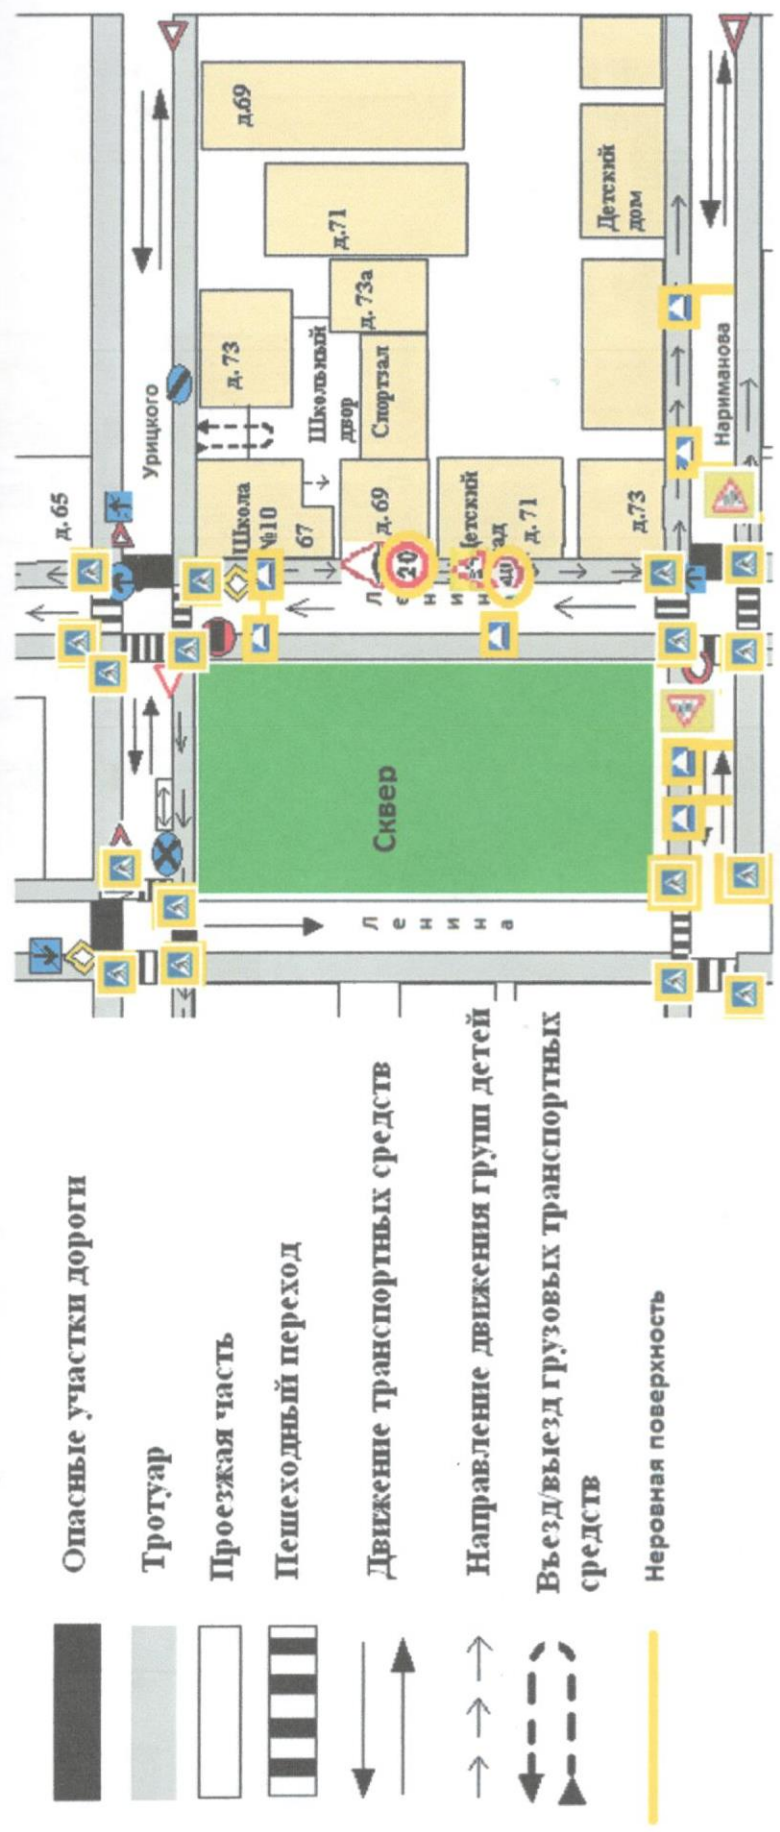 д.69
д.71
д. 73а
д. 73
Школьный
двор
Спортзал
Урицкого
д. 65
Школа
№10
67
д.69
д. 71
д.73
Детский
дом
Нариманова
20
40
Сквер
Ленина
Опасные участки дороги
Тротуар
Проезжая часть
Пешеходный переход
Движение транспортных средств
Направление движения групп детей
Въезд/выезд грузовых транспортных
средств
Неровная поверхность